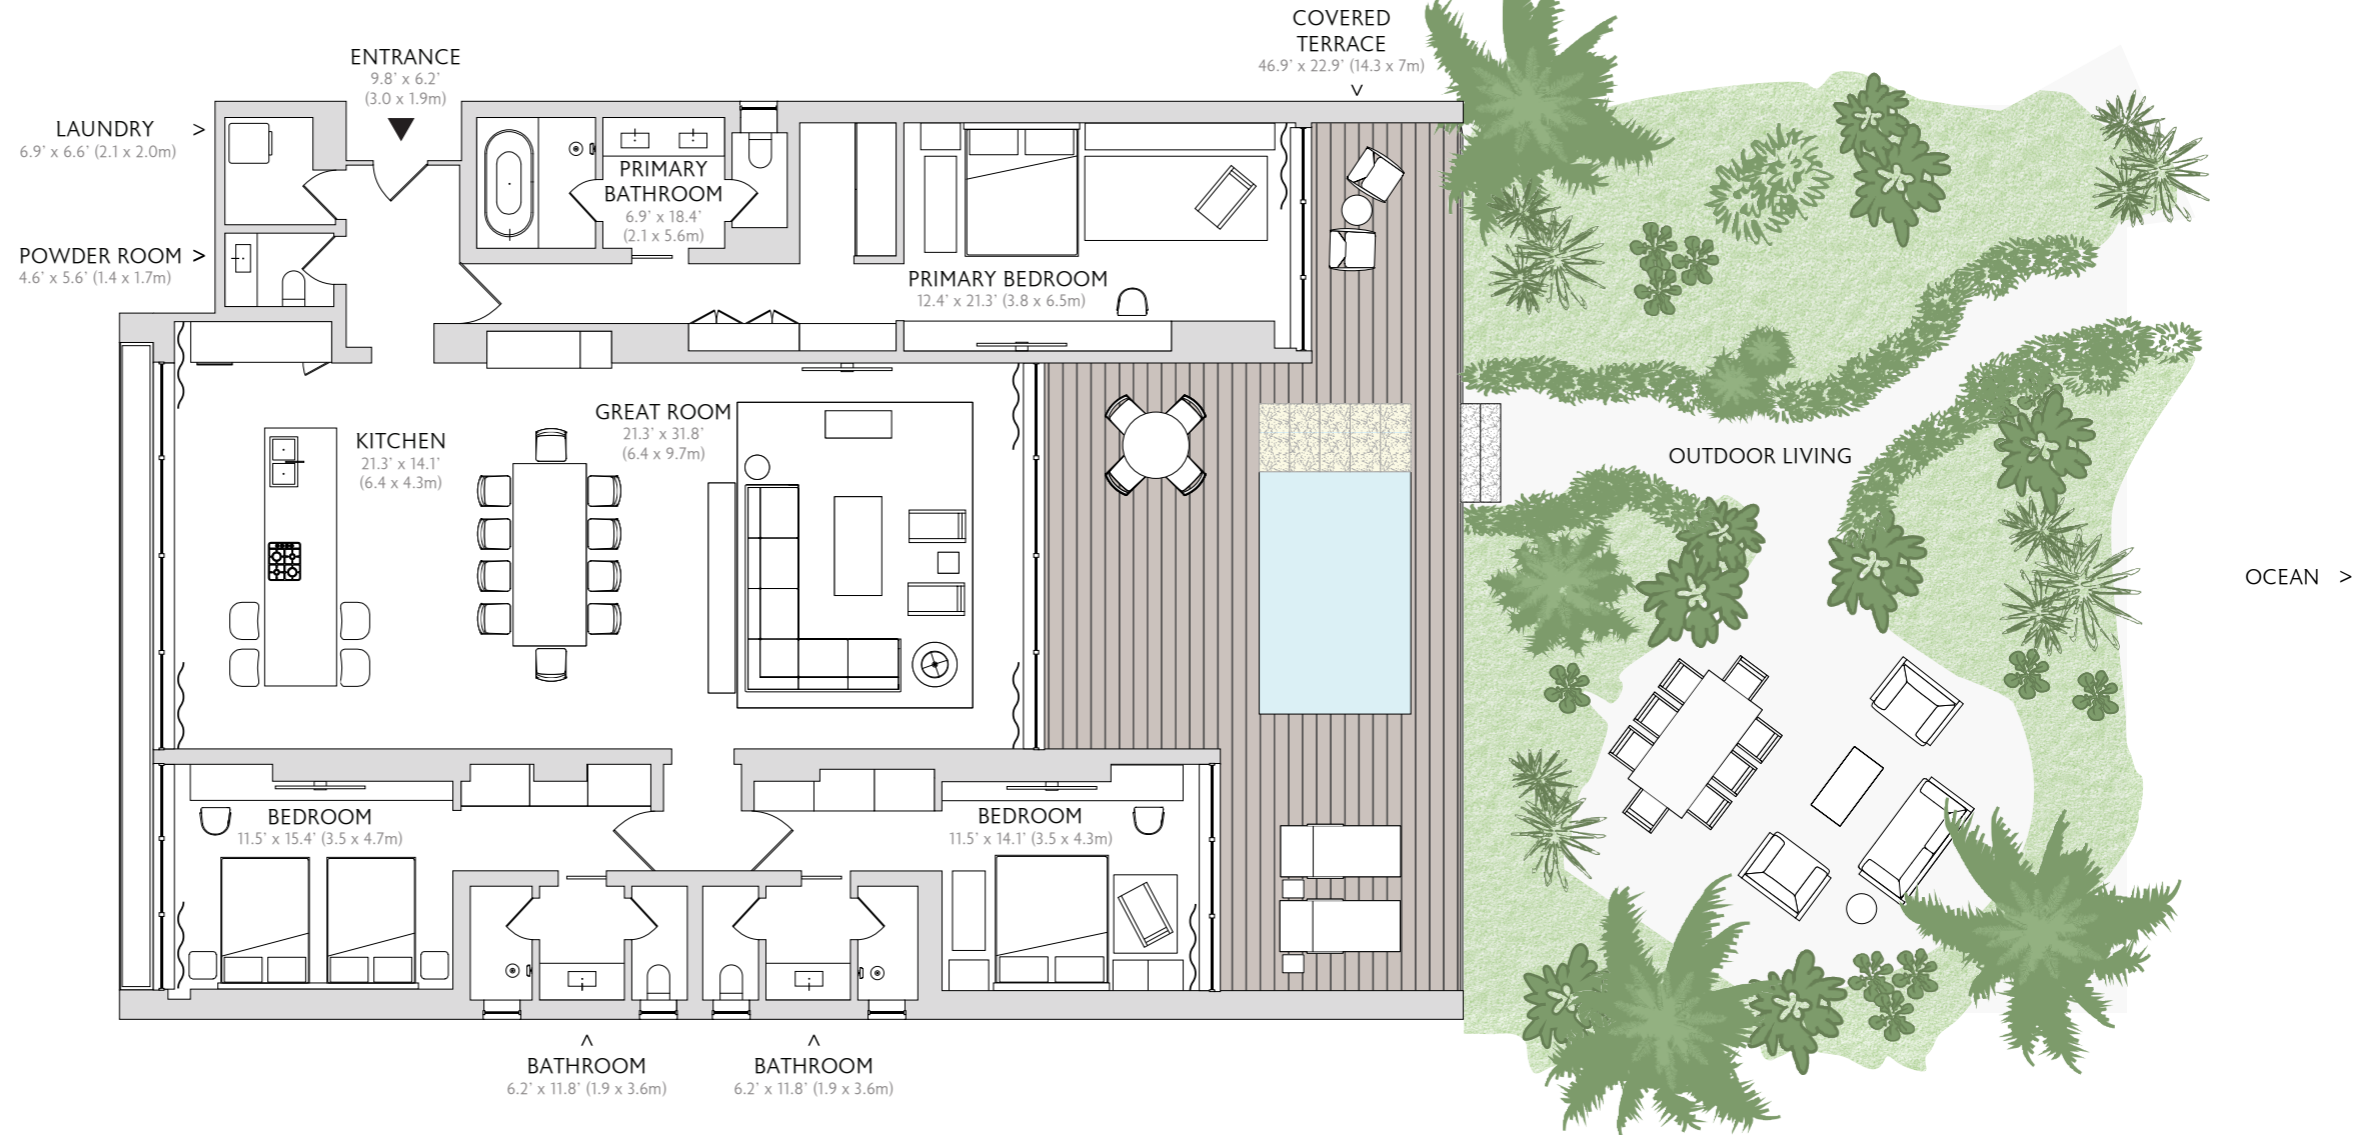 COVERED
TERRACE
46.9' x 22.9' (14.3 x 7m)
>
ENTRANCE
9.8' x 6.2'
(3.0 x 1.9m)
LAUNDRY >
6.9' x 6.6' (2.1 x 2.0m)
PRIMARY
BATHROOM
6.9' x 18.4'
(2.1 x 5.6m)
POWDER ROOM >
4.6' x 5.6' (1.4 x 1.7m)
PRIMARY BEDROOM
12.4' x 21.3' (3.8 x 6.5m)
GREAT ROOM
21.3' x 31.8'
(6.4 x 9.7m)
KITCHEN
21.3' x 14.1'
(6.4 x 4.3m)
OUTDOOR LIVING
OCEAN >
BEDROOM
11.5' x 15.4' (3.5 x 4.7m)
BEDROOM
11.5' x 14.1' (3.5 x 4.3m)
>
BATHROOM
6.2' x 11.8' (1.9 x 3.6m)
>
BATHROOM
6.2' x 11.8' (1.9 x 3.6m)